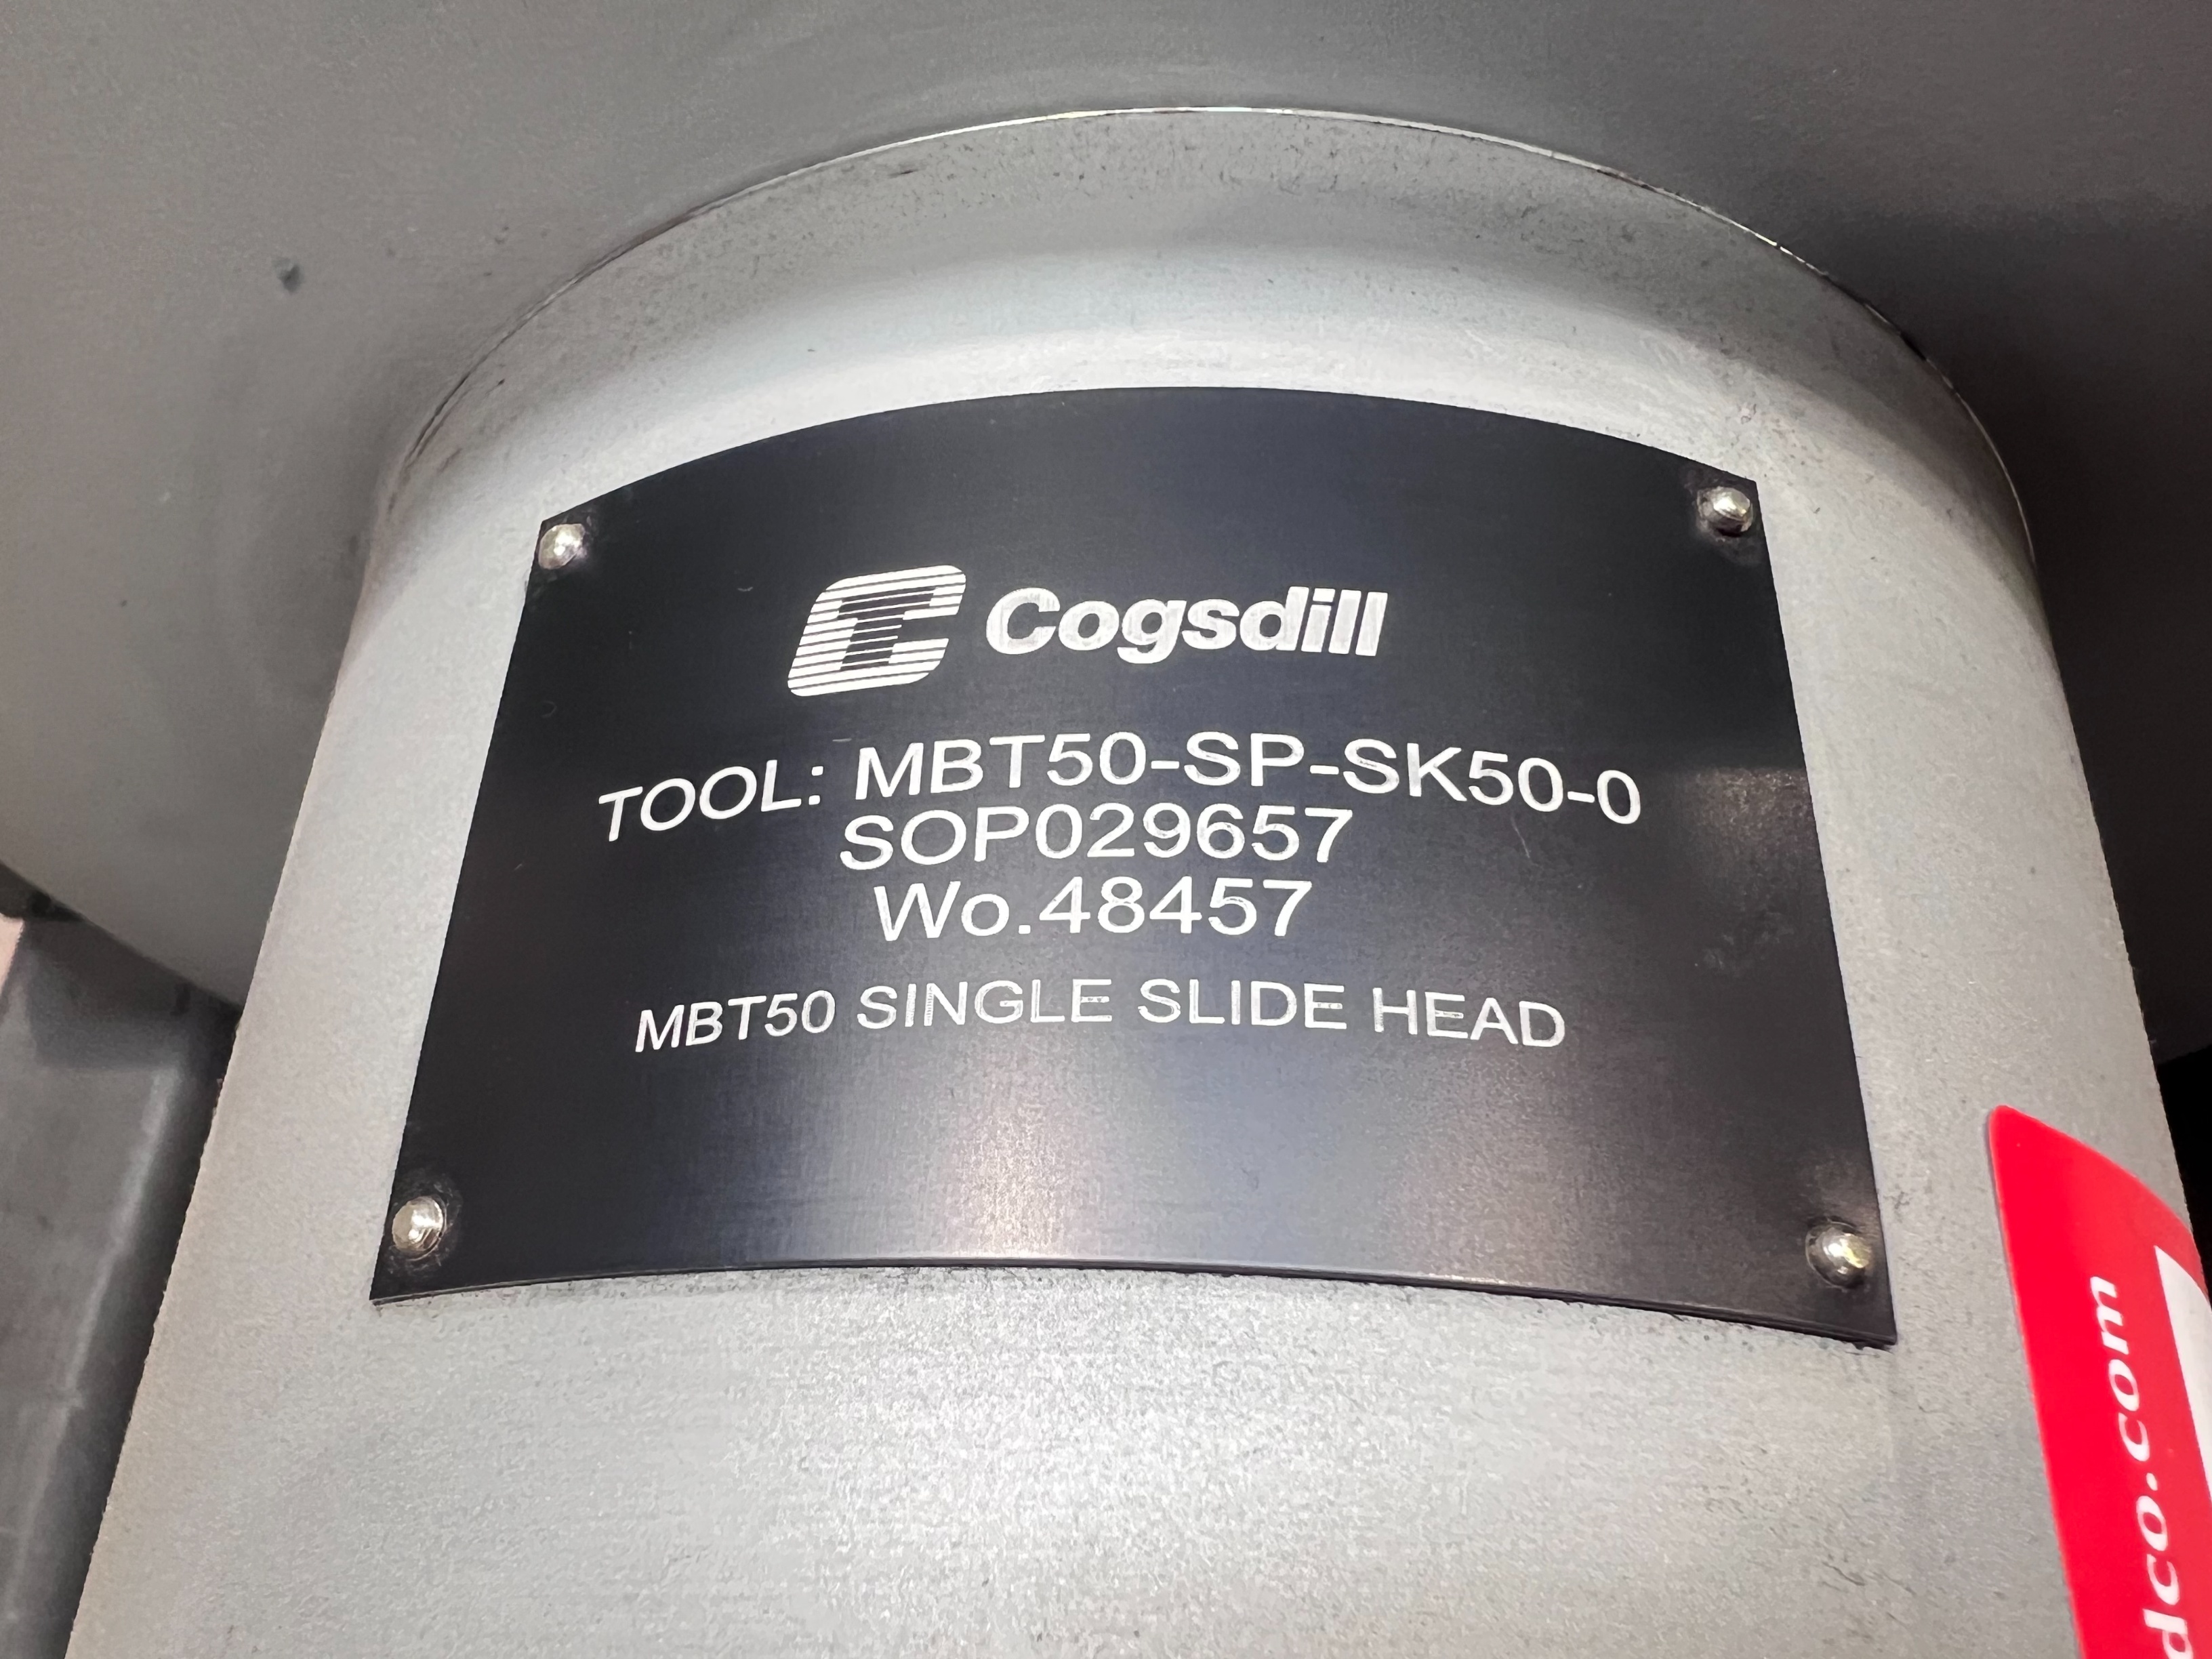 Cogsdill
TOOL: MBT50-SP-SK50-0
SOP029657
Wo.48457
MBT50 SINGLE SLIDE HEAD
dco.com